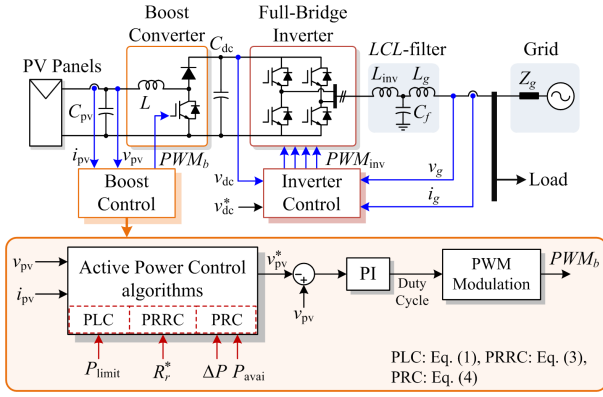 Boost Converter
Full-Bridge Inverter
C_dc
LCL-filter
Grid
PV Panels
L_inv
L_g
Z_g
C_pv
L
C_f
i_pv
v_pv
PWM_b
PWM_inv
v_g
Boost Control
v_dc
Inverter Control
i_g
Load
v*_dc
v_pv
Active Power Control algorithms
v*_pv
PI
PWM Modulation
PWM_b
i_pv
Duty Cycle
− +
v_pv
PLC
PRRC
PRC
P_limit
R*_r
ΔP
P_avai
PLC: Eq. (1), PRRC: Eq. (3),
PRC: Eq. (4)